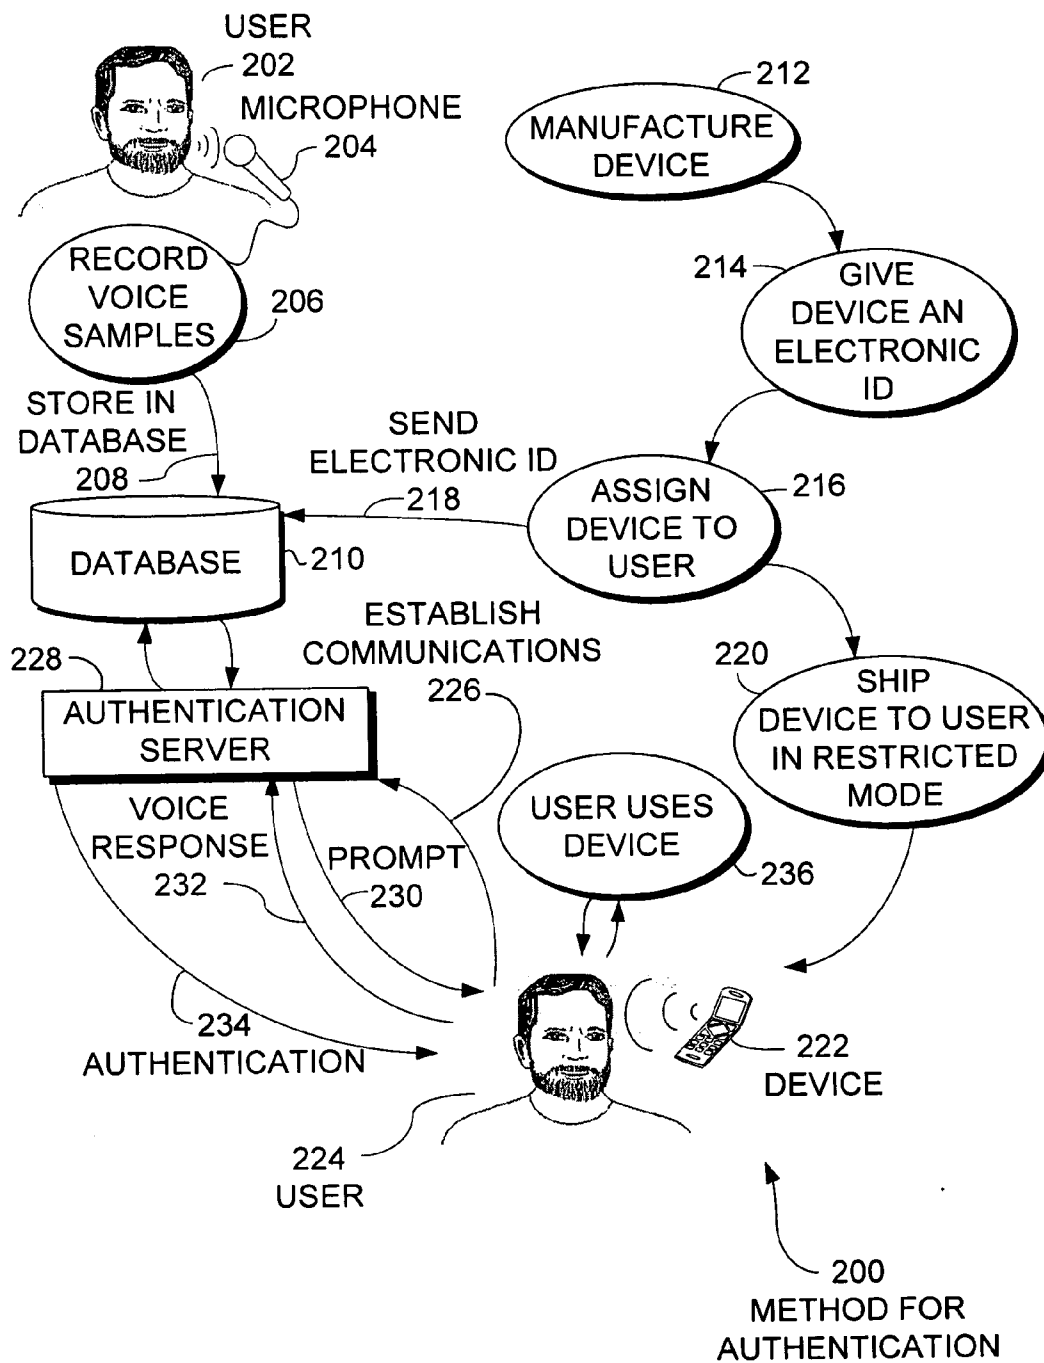 USER
202
MICROPHONE
204
RECORD
VOICE
SAMPLES
206
STORE IN
DATABASE
208
DATABASE
210
212
MANUFACTURE
DEVICE
214
GIVE
DEVICE AN
ELECTRONIC
ID
SEND
ELECTRONIC ID
218
ASSIGN
DEVICE TO
USER
216
ESTABLISH
COMMUNICATIONS
226
228
AUTHENTICATION
SERVER
220
SHIP
DEVICE TO USER
IN RESTRICTED
MODE
VOICE
RESPONSE
232
PROMPT
230
USER USES
DEVICE
236
234
AUTHENTICATION
222
DEVICE
224
USER
200
METHOD FOR
AUTHENTICATION